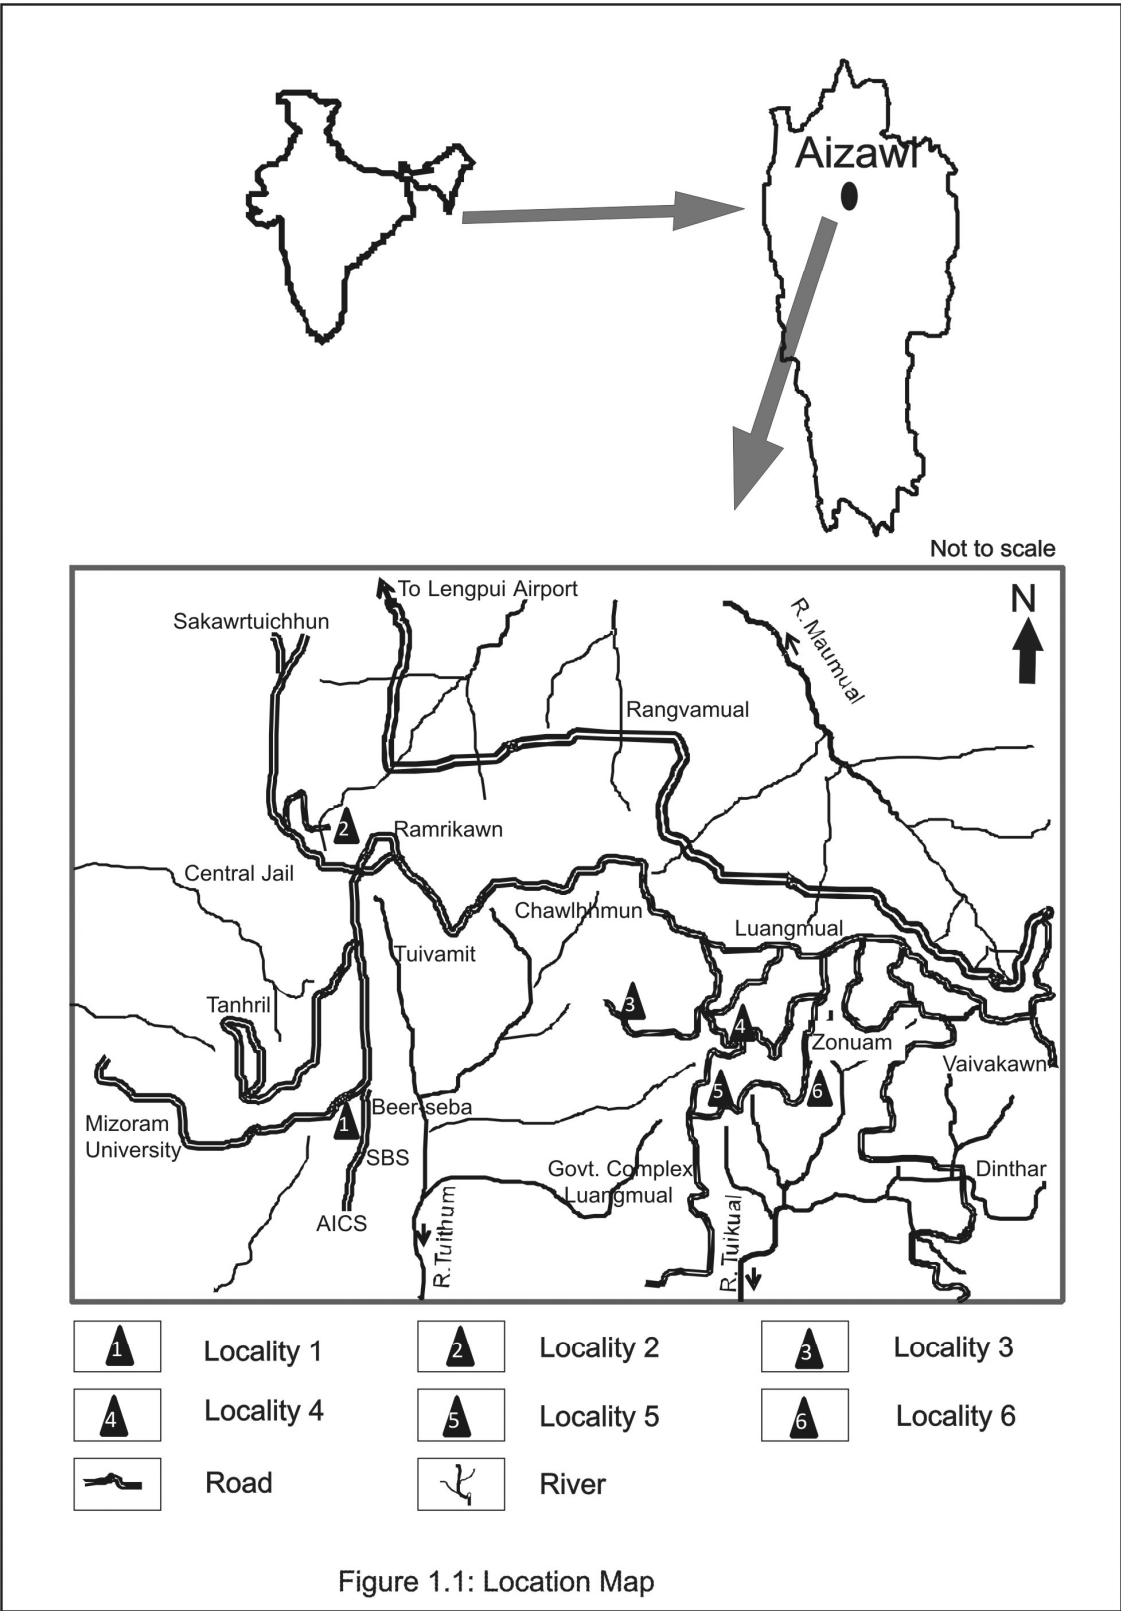 Aizawl
Not to scale
To Lengpui Airport
N
Sakawrtuichhun
R. Maumual
Rangvamual
2
Ramrikawn
Central Jail
Chawlhhmun
Luangmual
Tuivamit
Tanhril
3
4
Zonuam
Vaivakawn
5
6
Beer-seba
Mizoram
University
1
SBS
Govt. Complex
Luangmual
Dinthar
AICS
R. Tuithum
R. Tuikual
1 Locality 1
2 Locality 2
3 Locality 3
4 Locality 4
5 Locality 5
6 Locality 6
Road
River
Figure 1.1: Location Map